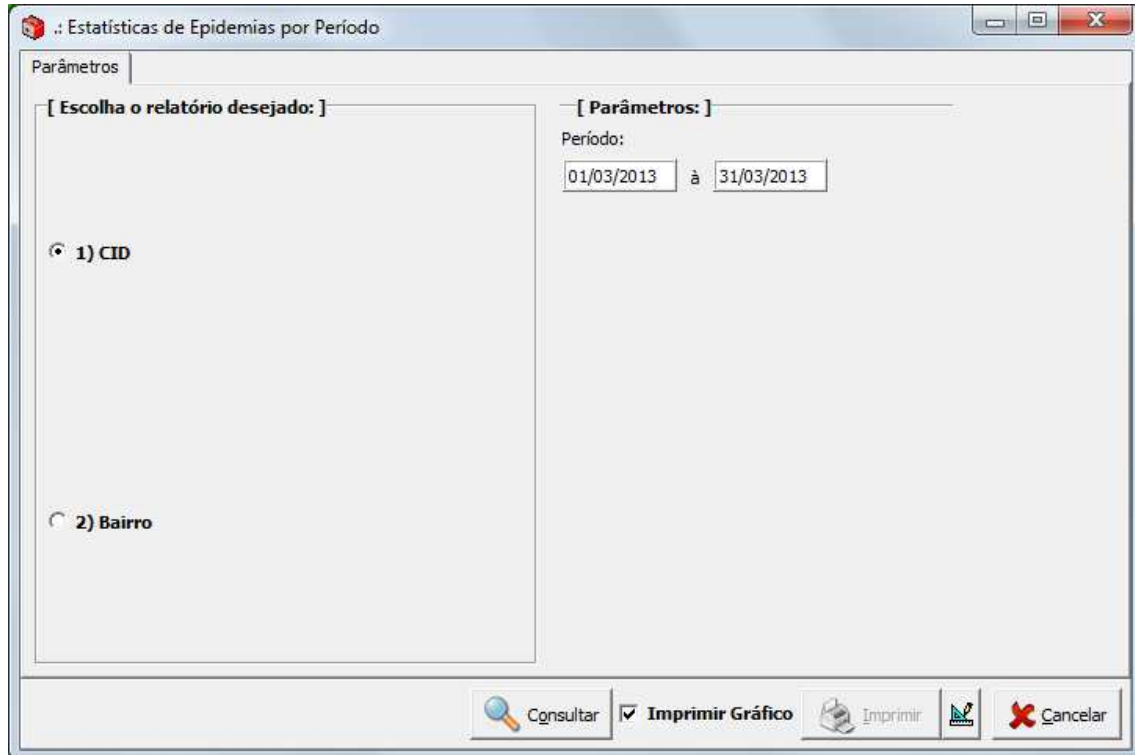 .: Estatísticas de Epidemias por Período
Parâmetros
[ Escolha o relatório desejado: ]
1) CID
2) Bairro
[ Parâmetros: ]
Período:
01/03/2013 à 31/03/2013
Consultar Imprimir Gráfico Imprimir Cancelar